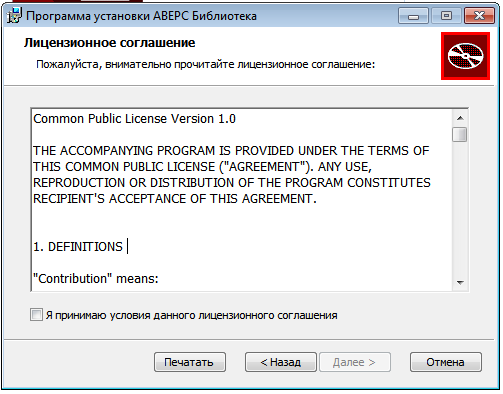 Программа установки АВЕРС Библиотека
Лицензионное соглашение
Пожалуйста, внимательно прочитайте лицензионное соглашение:
Common Public License Version 1.0
THE ACCOMPANYING PROGRAM IS PROVIDED UNDER THE TERMS OF
THIS COMMON PUBLIC LICENSE ("AGREEMENT"). ANY USE,
REPRODUCTION OR DISTRIBUTION OF THE PROGRAM CONSTITUTES
RECIPIENT'S ACCEPTANCE OF THIS AGREEMENT.
1. DEFINITIONS
"Contribution" means:
Я принимаю условия данного лицензионного соглашения
Печатать
< Назад
Далее >
Отмена